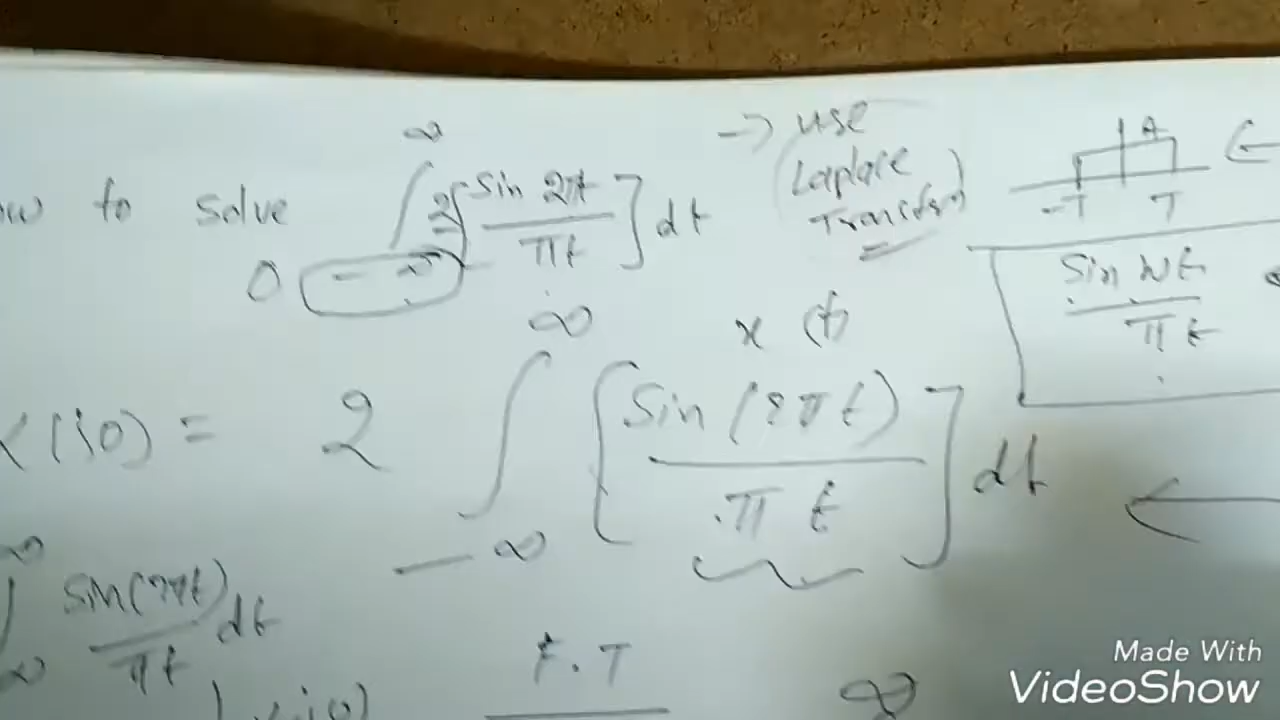 to solve ∫ 2[ sin 2πt / πt ] dt
∞
0 -∞
→ use
(Laplace
Transform)
A
-T T
Sin Wt / πt
x(t)
X(j0) = 2 ∫ [ Sin (2πt) / π t ] dt
∞
-∞
∞
∫ Sin(2πt) / πt dt
∞
F.T
∞
Made With
VideoShow